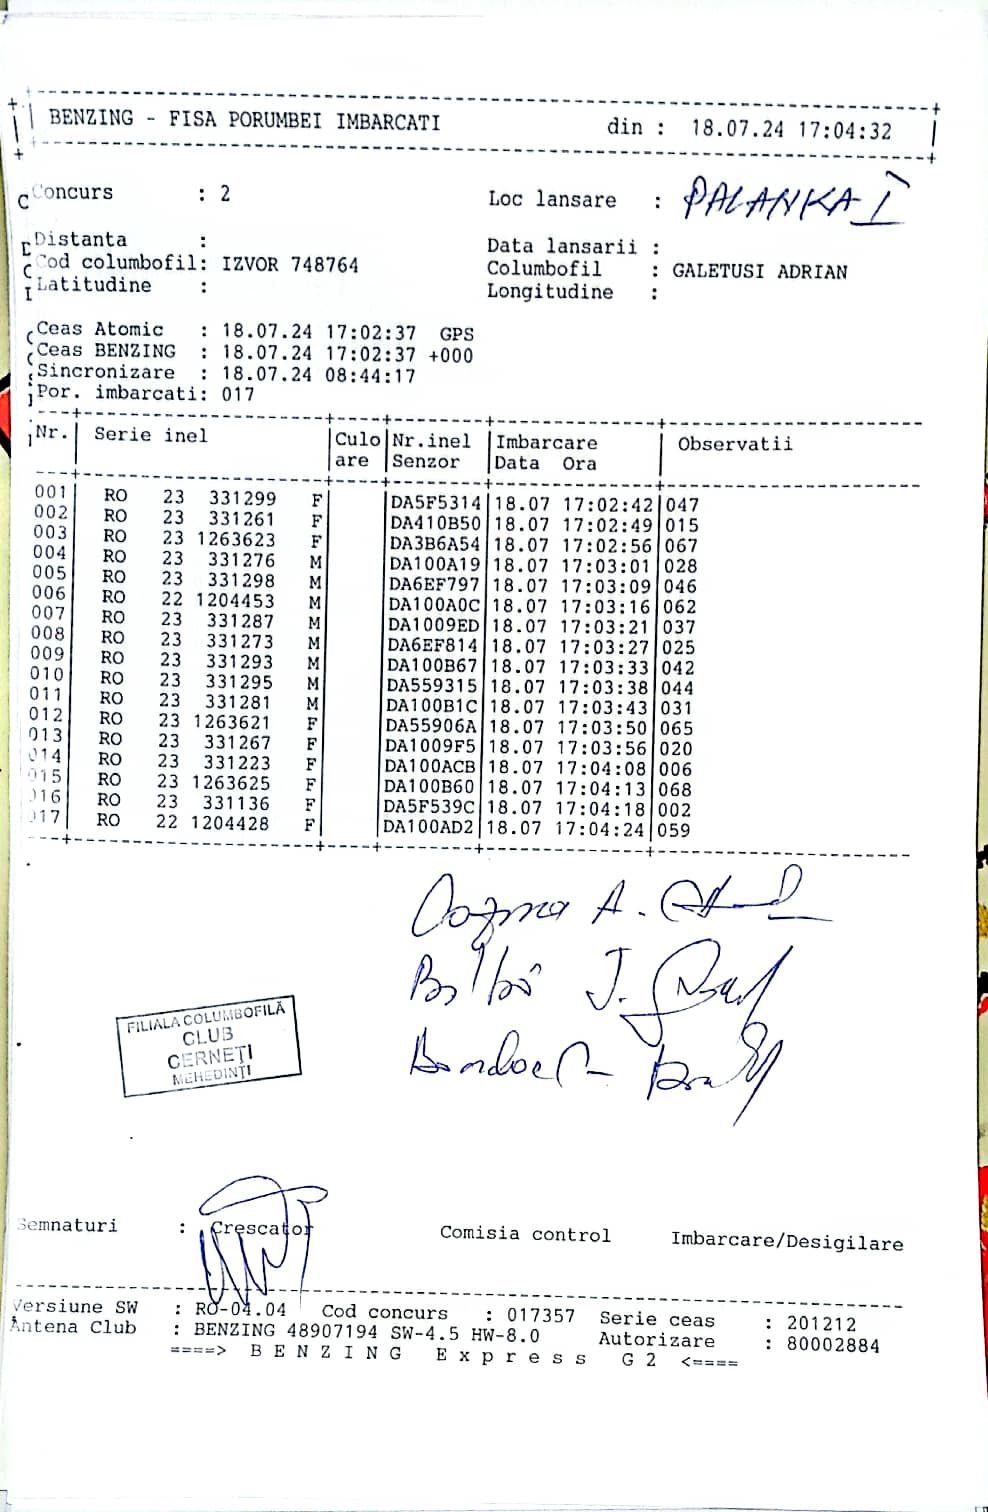 BENZING - FISA PORUMBEI IMBARCATI din : 18.07.24 17:04:32
Concurs : 2 Loc lansare : PALANKA I
Distanta : Data lansarii :
Cod columbofil: IZVOR 748764 Columbofil : GALETUSI ADRIAN
Latitudine : Longitudine :
Ceas Atomic : 18.07.24 17:02:37 GPS
Ceas BENZING : 18.07.24 17:02:37 +000
Sincronizare : 18.07.24 08:44:17
Por. imbarcati: 017
Nr. Serie inel Culo Nr.inel Imbarcare Observatii
are Senzor Data Ora
001 RO 23 331299 F DA5F5314 18.07 17:02:42 047
002 RO 23 331261 F DA410B50 18.07 17:02:49 015
003 RO 23 1263623 F DA3B6A54 18.07 17:02:56 067
004 RO 23 331276 M DA100A19 18.07 17:03:01 028
005 RO 23 331298 M DA6EF797 18.07 17:03:09 046
006 RO 22 1204453 M DA100A0C 18.07 17:03:16 062
007 RO 23 331287 M DA1009ED 18.07 17:03:21 037
008 RO 23 331273 M DA6EF814 18.07 17:03:27 025
009 RO 23 331293 M DA100B67 18.07 17:03:33 042
010 RO 23 331295 M DA559315 18.07 17:03:38 044
011 RO 23 331281 M DA100B1C 18.07 17:03:43 031
012 RO 23 1263621 F DA55906A 18.07 17:03:50 065
013 RO 23 331267 F DA1009F5 18.07 17:03:56 020
014 RO 23 331223 F DA100ACB 18.07 17:04:08 006
015 RO 23 1263625 F DA100B60 18.07 17:04:13 068
016 RO 23 331136 F DA5F539C 18.07 17:04:18 002
017 RO 22 1204428 F DA100AD2 18.07 17:04:24 059
Cozma A.
FILIALA COLUMBOFILĂ
CLUB
CERNEȚI
MEHEDINȚI
Semnaturi : Crescator Comisia control Imbarcare/Desigilare
Versiune SW : RO-04.04 Cod concurs : 017357 Serie ceas : 201212
Antena Club : BENZING 48907194 SW-4.5 HW-8.0 Autorizare : 80002884
====> B E N Z I N G E x p r e s s G 2 <====